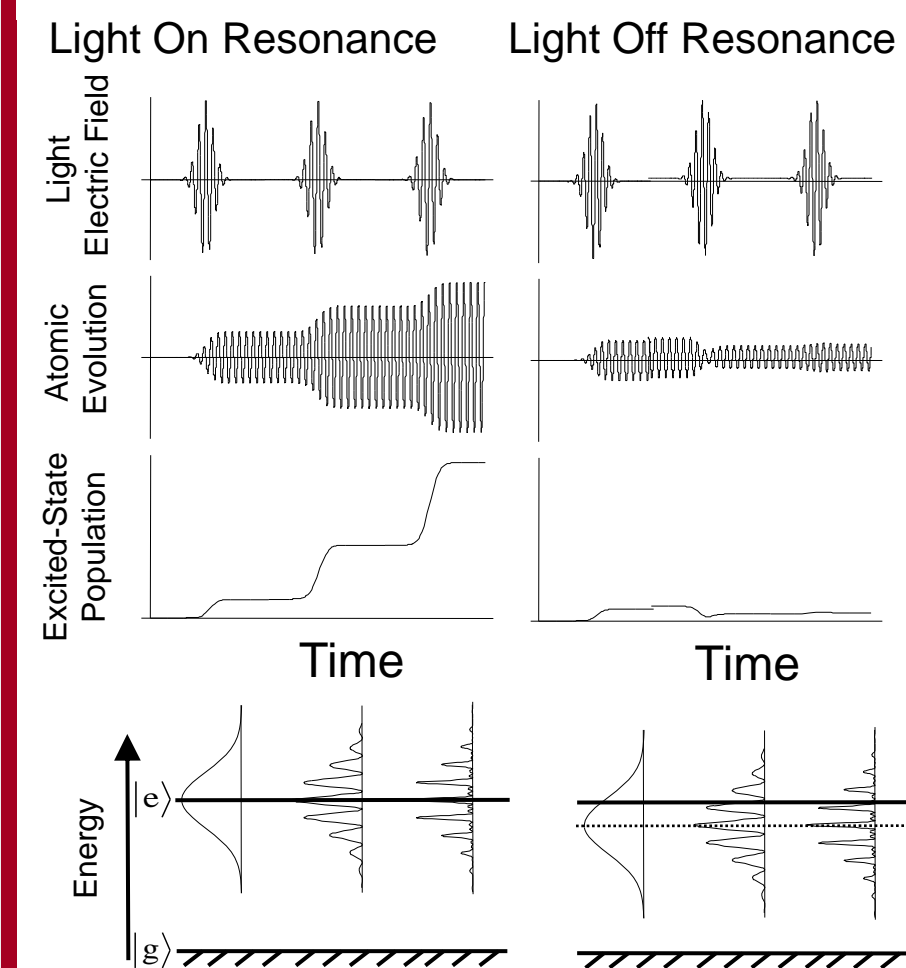 Light On Resonance
Light Off Resonance
Light
Electric Field
Atomic
Evolution
Excited-State
Population
Time
Time
Energy
|e⟩
|g⟩